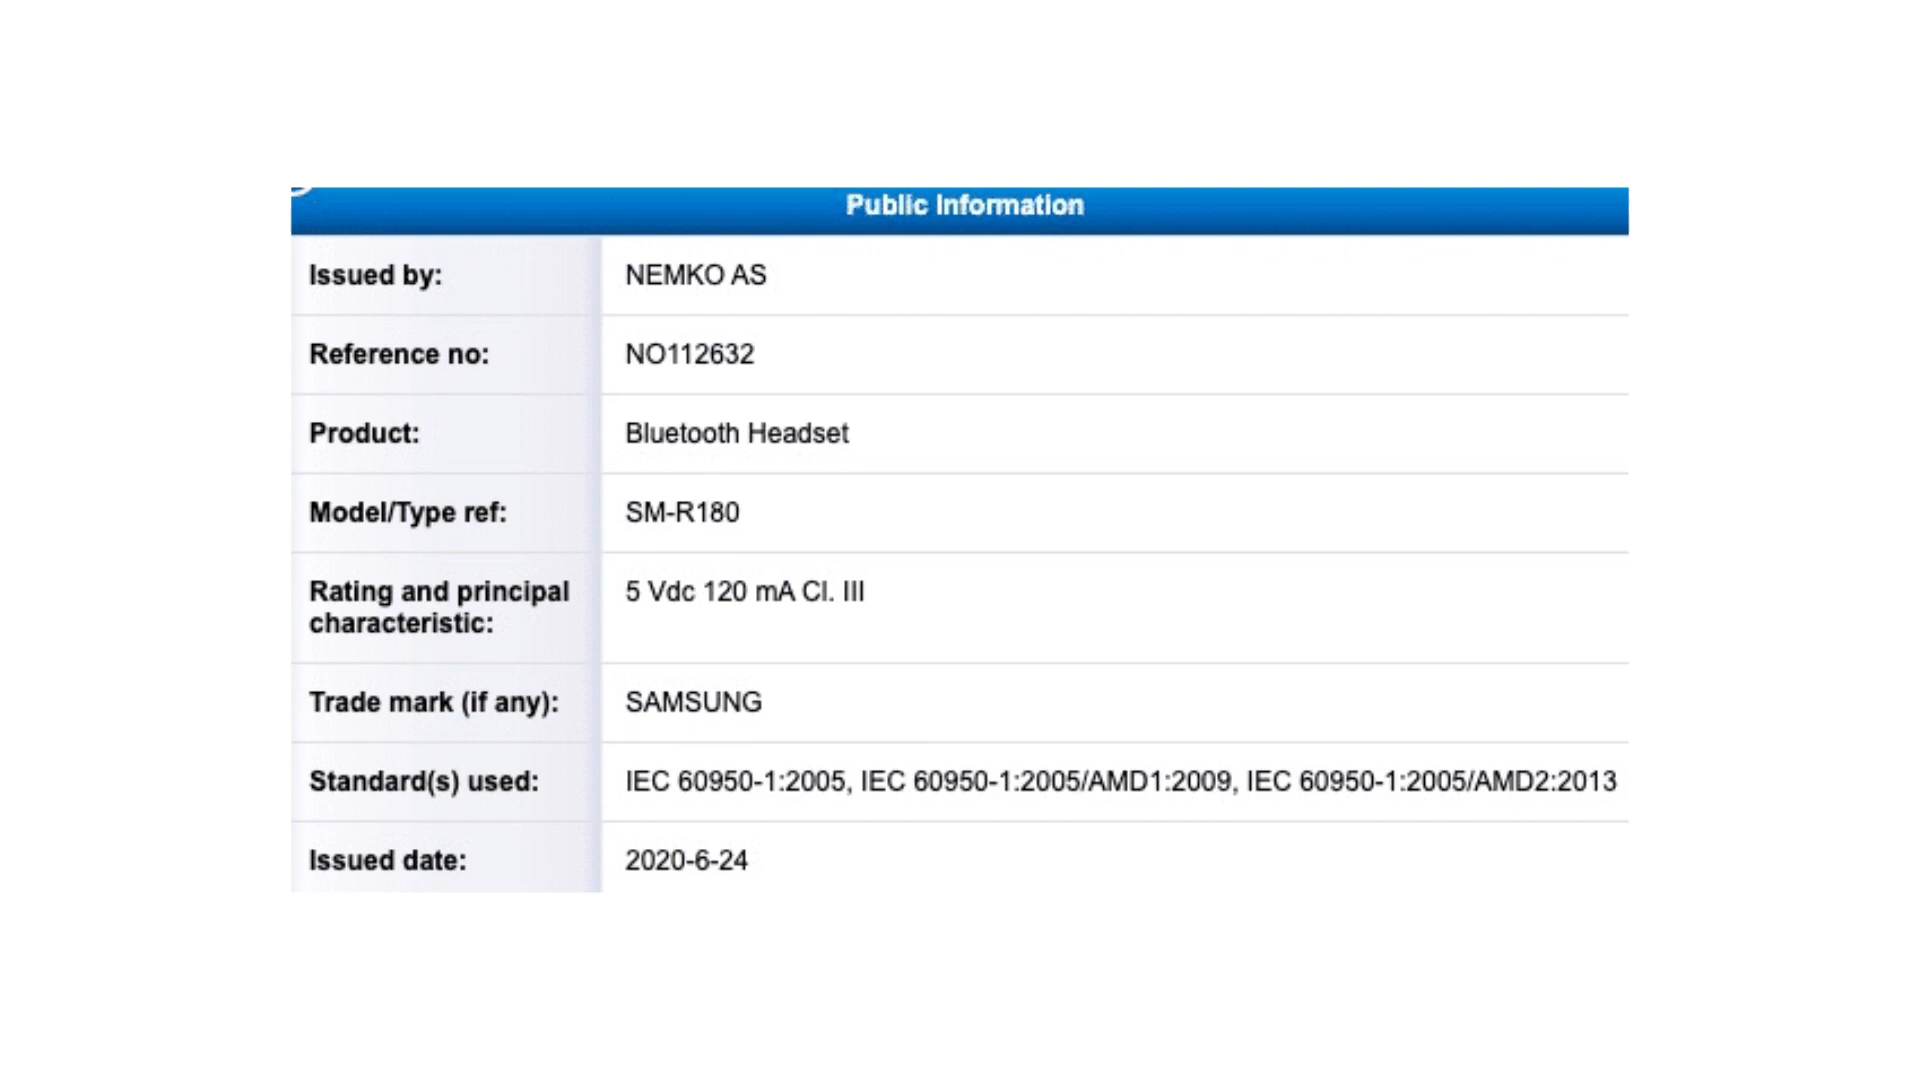 Public Information
Issued by: NEMKO AS
Reference no: NO112632
Product: Bluetooth Headset
Model/Type ref: SM-R180
Rating and principal 5 Vdc 120 mA Cl. III
characteristic:
Trade mark (if any): SAMSUNG
Standard(s) used: IEC 60950-1:2005, IEC 60950-1:2005/AMD1:2009, IEC 60950-1:2005/AMD2:2013
Issued date: 2020-6-24